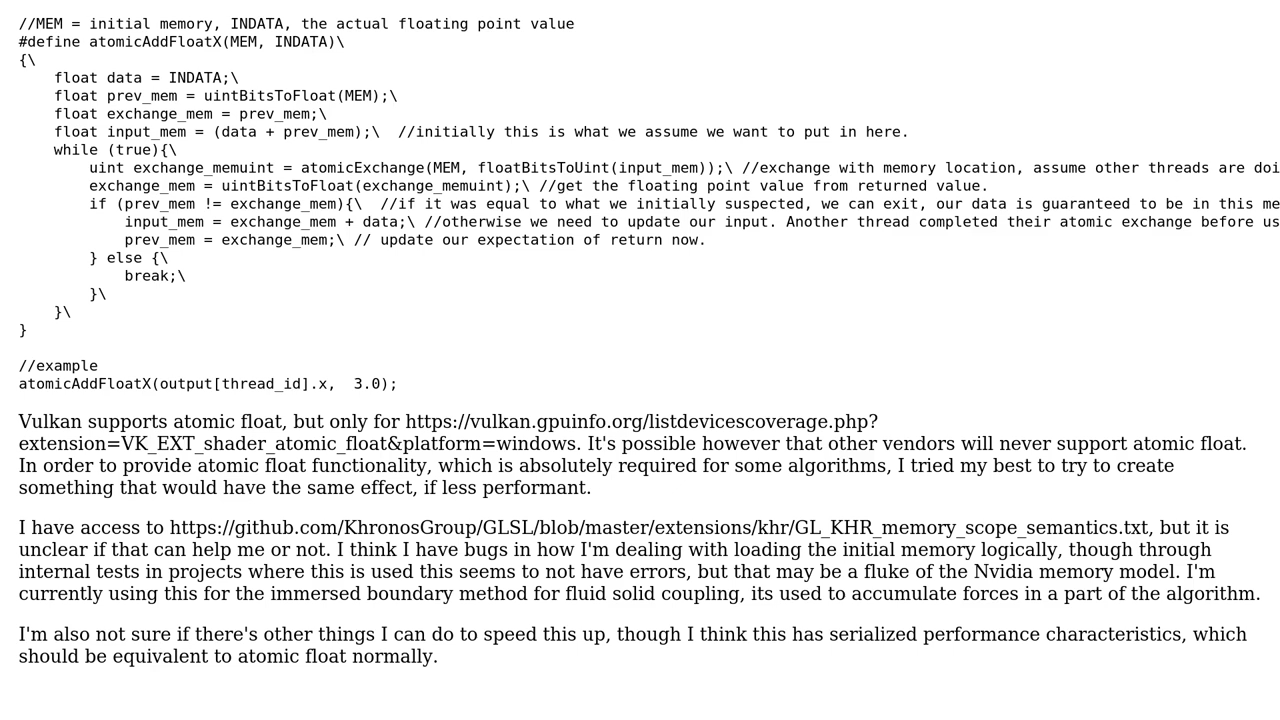 //MEM = initial memory, INDATA, the actual floating point value
#define atomicAddFloatX(MEM, INDATA)\
{\
    float data = INDATA;\
    float prev_mem = uintBitsToFloat(MEM);\
    float exchange_mem = prev_mem;\
    float input_mem = (data + prev_mem);\  //initially this is what we assume we want to put in here.
    while (true){\
        uint exchange_memuint = atomicExchange(MEM, floatBitsToUint(input_mem));\ //exchange with memory location, assume other threads are doi
        exchange_mem = uintBitsToFloat(exchange_memuint);\ //get the floating point value from returned value.
        if (prev_mem != exchange_mem){\  //if it was equal to what we initially suspected, we can exit, our data is guaranteed to be in this me
            input_mem = exchange_mem + data;\ //otherwise we need to update our input. Another thread completed their atomic exchange before us
            prev_mem = exchange_mem;\ // update our expectation of return now.
        } else {\
            break;\
        }\
    }\
}

//example
atomicAddFloatX(output[thread_id].x,  3.0);
Vulkan supports atomic float, but only for https://vulkan.gpuinfo.org/listdevicescoverage.php?
extension=VK_EXT_shader_atomic_float&platform=windows. It's possible however that other vendors will never support atomic float.
In order to provide atomic float functionality, which is absolutely required for some algorithms, I tried my best to try to create
something that would have the same effect, if less performant.
I have access to https://github.com/KhronosGroup/GLSL/blob/master/extensions/khr/GL_KHR_memory_scope_semantics.txt, but it is
unclear if that can help me or not. I think I have bugs in how I'm dealing with loading the initial memory logically, though through
internal tests in projects where this is used this seems to not have errors, but that may be a fluke of the Nvidia memory model. I'm
currently using this for the immersed boundary method for fluid solid coupling, its used to accumulate forces in a part of the algorithm.
I'm also not sure if there's other things I can do to speed this up, though I think this has serialized performance characteristics, which
should be equivalent to atomic float normally.